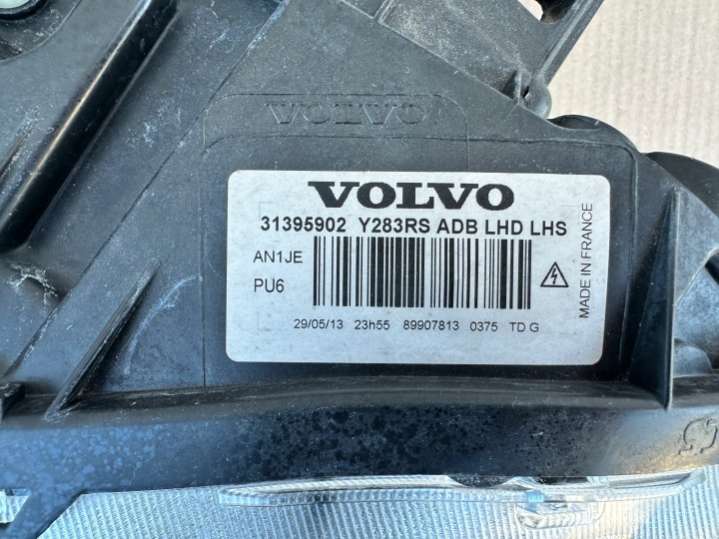 VOLVO
VOLVO
31395902 Y283RS ADB LHD LHS
AN1JE
PU6
MADE IN FRANCE
29/05/13 23h55 89907813 0375 TD G